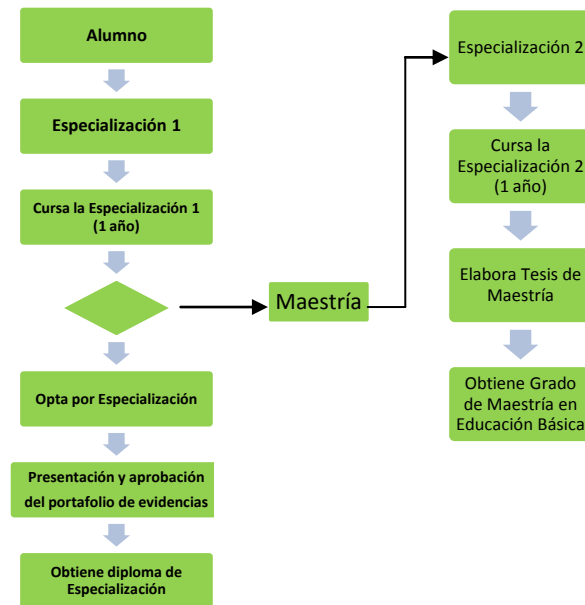 Alumno
Especialización 1
Cursa la Especialización 1
(1 año)
Maestría
Opta por Especialización
Presentación y aprobación
del portafolio de evidencias
Obtiene diploma de
Especialización
Especialización 2
Cursa la
Especialización 2
(1 año)
Elabora Tesis de
Maestría
Obtiene Grado
de Maestría en
Educación Básica